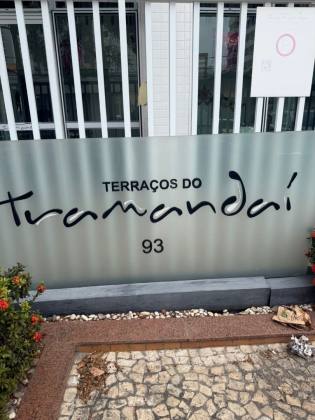 TERRAÇOS DO
tramandaí
93